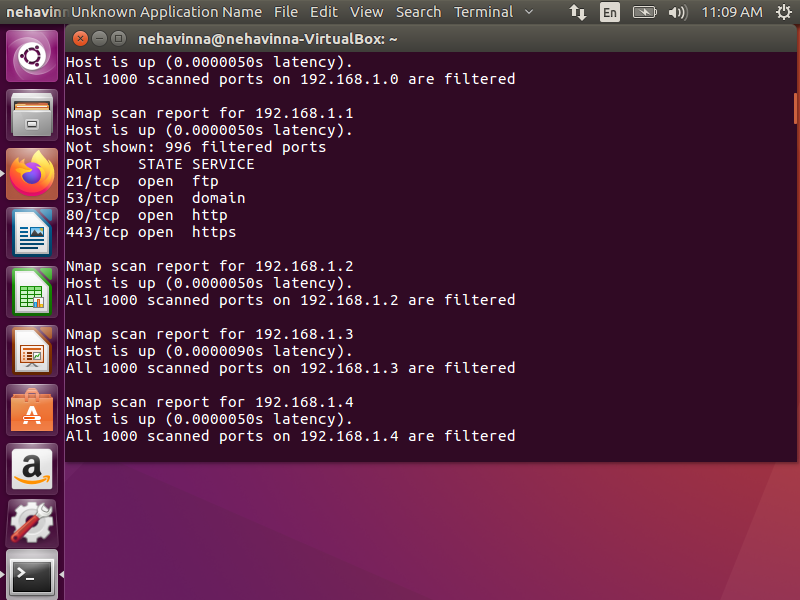 nehavinn Unknown Application Name File Edit View Search Terminal En 11:09 AM
nehavinna@nehavinna-VirtualBox: ~
Host is up (0.0000050s latency).
All 1000 scanned ports on 192.168.1.0 are filtered
Nmap scan report for 192.168.1.1
Host is up (0.0000050s latency).
Not shown: 996 filtered ports
PORT STATE SERVICE
21/tcp open ftp
53/tcp open domain
80/tcp open http
443/tcp open https
Nmap scan report for 192.168.1.2
Host is up (0.0000050s latency).
All 1000 scanned ports on 192.168.1.2 are filtered
Nmap scan report for 192.168.1.3
Host is up (0.0000090s latency).
All 1000 scanned ports on 192.168.1.3 are filtered
Nmap scan report for 192.168.1.4
Host is up (0.0000050s latency).
All 1000 scanned ports on 192.168.1.4 are filtered
A
a
>_